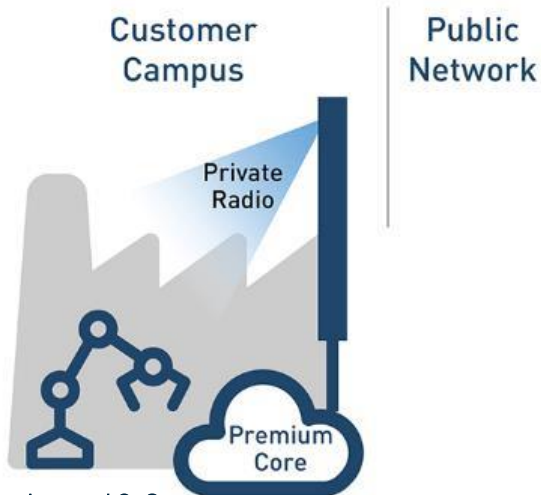 Customer
Campus
Public
Network
Private
Radio
Premium
Core